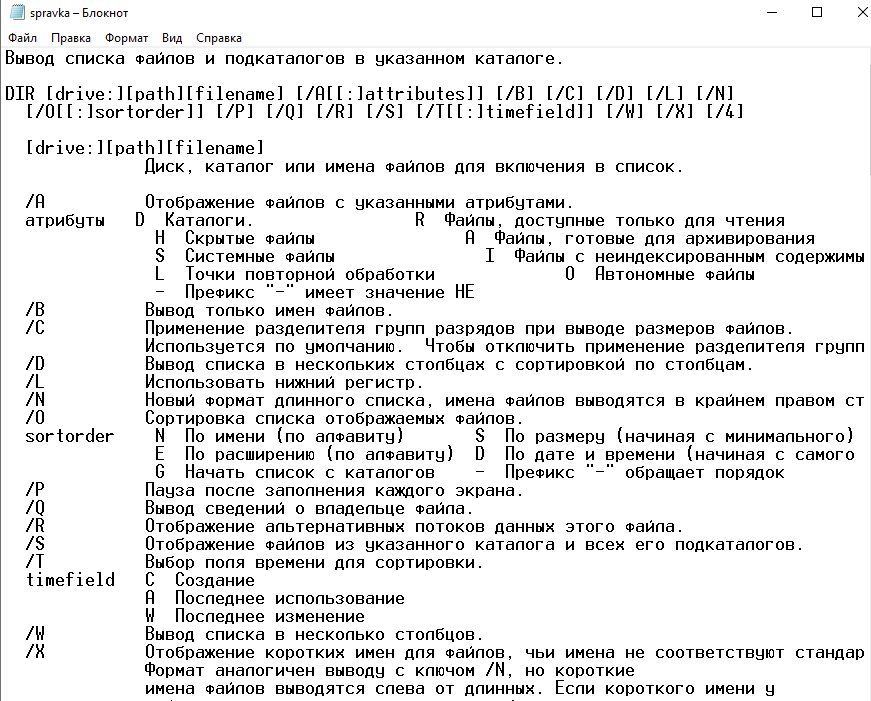 spravka – Блокнот
Файл Правка Формат Вид Справка
Вывод списка файлов и подкаталогов в указанном каталоге.
DIR [drive:][path][filename] [/A[[:]attributes]] [/B] [/C] [/D] [/L] [/N]
[/O[[:]sortorder]] [/P] [/Q] [/R] [/S] [/T[[:]timefield]] [/W] [/X] [/4]
[drive:][path][filename]
Диск, каталог или имена файлов для включения в список.
/A Отображение файлов с указанными атрибутами.
атрибуты D Каталоги. R Файлы, доступные только для чтения
H Скрытые файлы A Файлы, готовые для архивирования
S Системные файлы I Файлы с неиндексированным содержимы
L Точки повторной обработки O Автономные файлы
- Префикс "-" имеет значение НЕ
/B Вывод только имен файлов.
/C Применение разделителя групп разрядов при выводе размеров файлов.
Используется по умолчанию. Чтобы отключить применение разделителя групп
/D Вывод списка в нескольких столбцах с сортировкой по столбцам.
/L Использовать нижний регистр.
/N Новый формат длинного списка, имена файлов выводятся в крайнем правом ст
/O Сортировка списка отображаемых файлов.
sortorder N По имени (по алфавиту) S По размеру (начиная с минимального)
E По расширению (по алфавиту) D По дате и времени (начиная с самого
G Начать список с каталогов - Префикс "-" обращает порядок
/P Пауза после заполнения каждого экрана.
/Q Вывод сведений о владельце файла.
/R Отображение альтернативных потоков данных этого файла.
/S Отображение файлов из указанного каталога и всех его подкаталогов.
/T Выбор поля времени для сортировки.
timefield C Создание
A Последнее использование
W Последнее изменение
/W Вывод списка в несколько столбцов.
/X Отображение коротких имен для файлов, чьи имена не соответствуют стандар
Формат аналогичен выводу с ключом /N, но короткие
имена файлов выводятся слева от длинных. Если короткого имени у